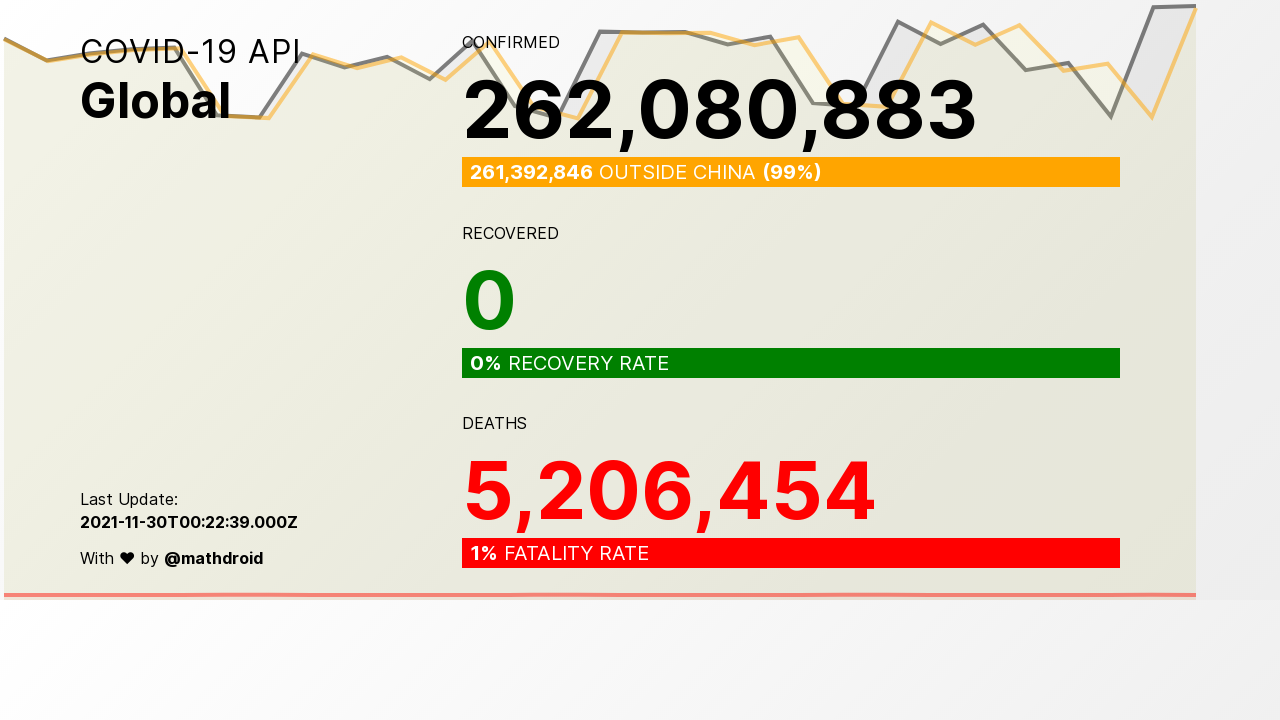 COVID-19 API
Global
CONFIRMED
262,080,883
261,392,846 OUTSIDE CHINA (99%)
RECOVERED
0
0% RECOVERY RATE
DEATHS
5,206,454
1% FATALITY RATE
Last Update:
2021-11-30T00:22:39.000Z
With ♥ by @mathdroid